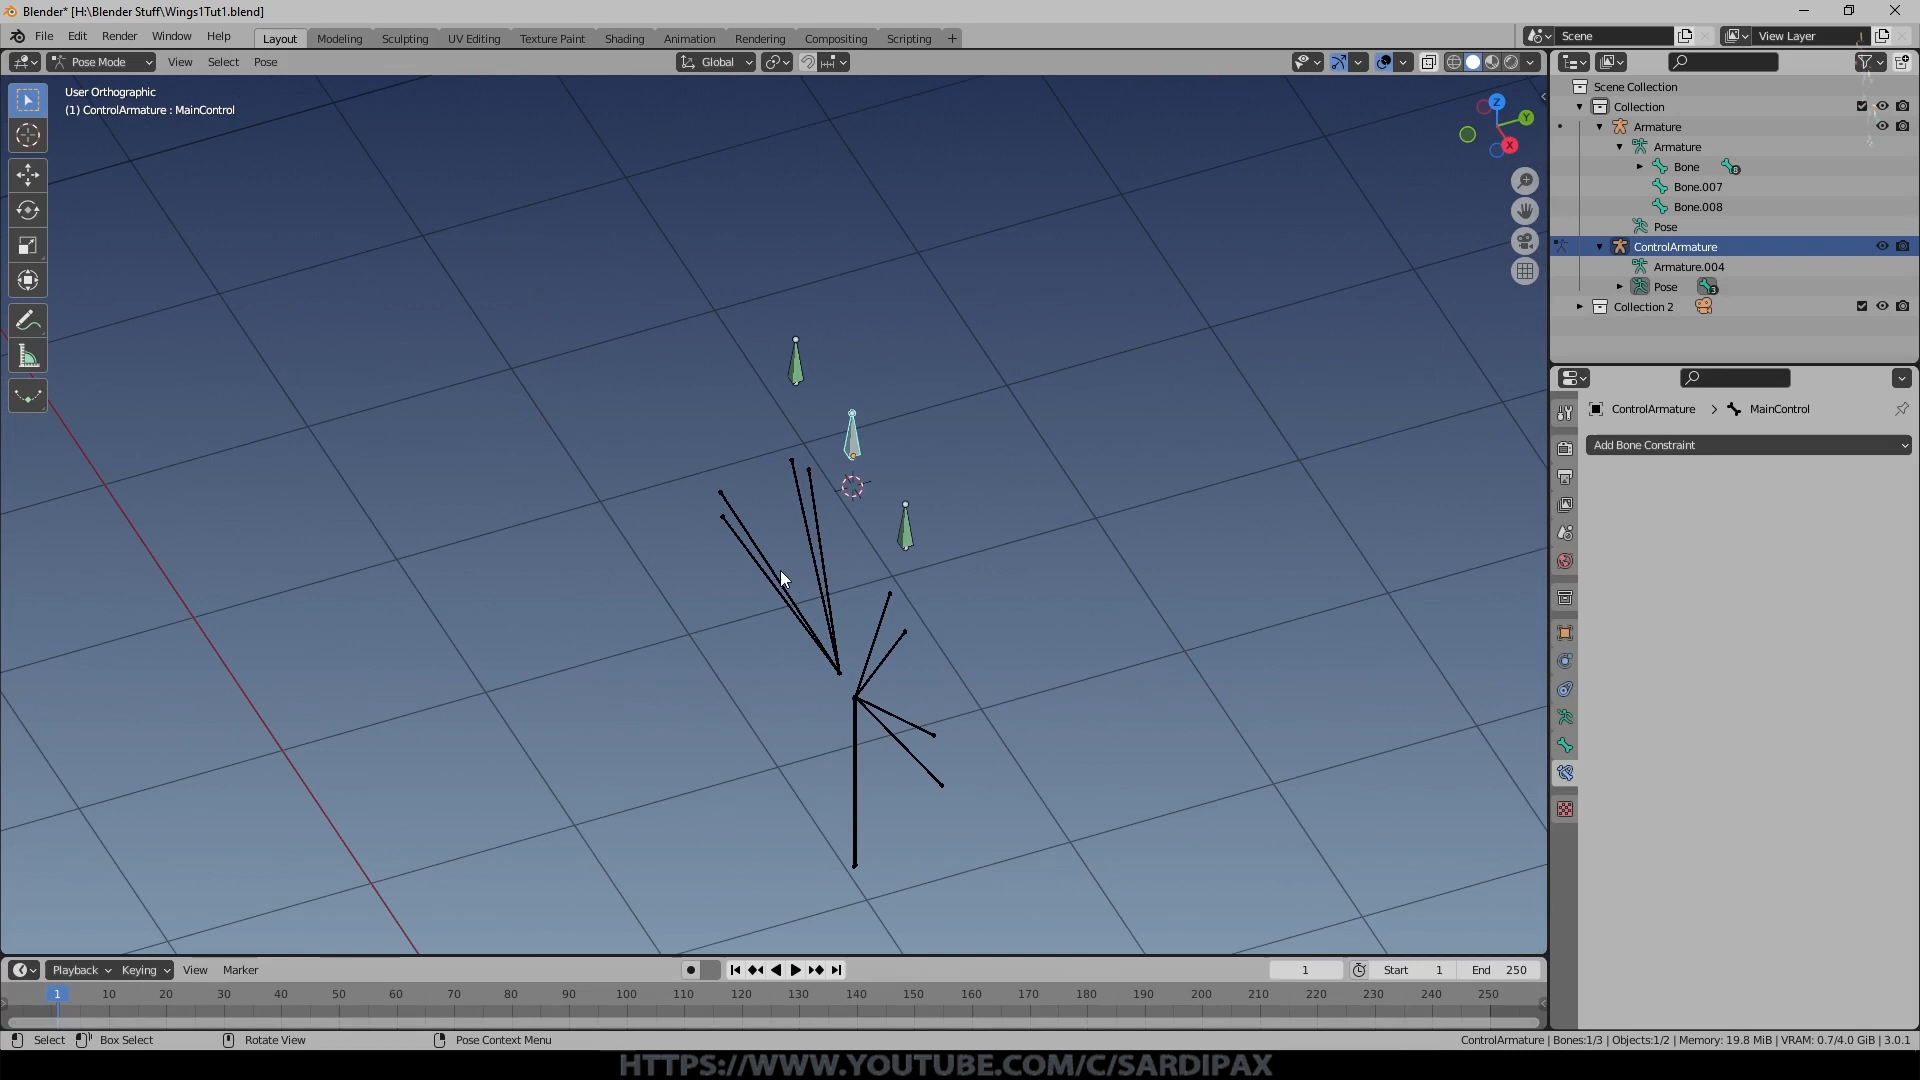 Blender* [H:\Blender Stuff\Wings1Tut1.blend]
File Edit Render Window Help Layout Modeling Sculpting UV Editing Texture Paint Shading Animation Rendering Compositing Scripting + Scene View Layer
Pose Mode View Select Pose Global
User Orthographic
(1) ControlArmature : MainControl
Z
Y
X
Scene Collection
Collection
Armature
Armature
Bone 8
Bone.007
Bone.008
Pose
ControlArmature
Armature.004
Pose 3
Collection 2
ControlArmature > MainControl
Add Bone Constraint
Playback Keying View Marker 1 Start 1 End 250
1 10 20 30 40 50 60 70 80 90 100 110 120 130 140 150 160 170 180 190 200 210 220 230 240 250
Select Box Select Rotate View Pose Context Menu ControlArmature | Bones:1/3 | Objects:1/2 | Memory: 19.8 MiB | VRAM: 0.7/4.0 GiB | 3.0.1
HTTPS://WWW.YOUTUBE.COM/C/SARDIPAX